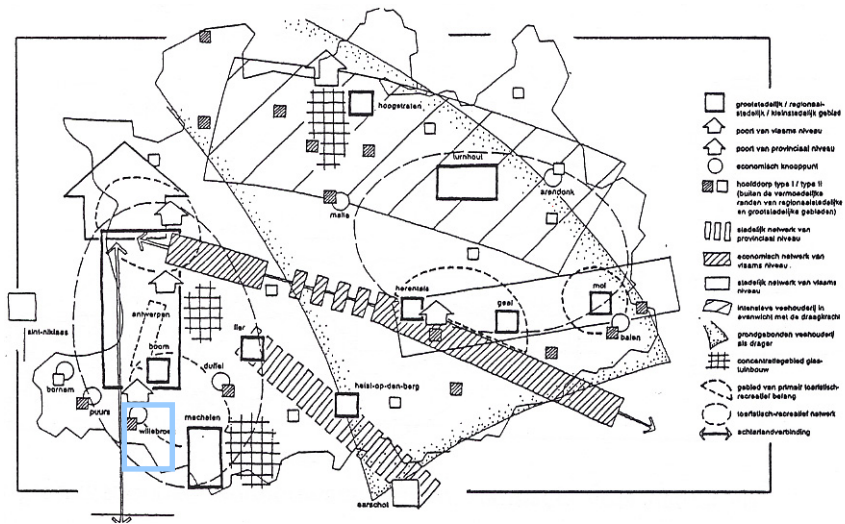 hoogstraten
turnhout
arendonk
malle
herentals
geel
mol
balen
antwerpen
sint-niklaas
lier
boom
duffel
bornem
puurs
willebroek
mechelen
heist-op-den-berg
aarschot
grootstedelijk / regionaal-
stedelijk / kleinstedelijk gebied
poort van vlaams niveau
poort van provinciaal niveau
economisch knooppunt
hoofddorp type I / type II
(buiten de vermoedelijke
randen van regionaalstedelijke
en grootstedelijke gebieden)
stedelijk netwerk van
provinciaal niveau
economisch netwerk van
vlaams niveau .
stedelijk netwerk van vlaams
niveau
intensieve veehouderij in
evenwicht met de draagkracht
grondgebonden veehouderij
als drager
concentratiegebied glas-
tuinbouw
gebied van primair toeristisch-
recreatief belang
toeristisch-recreatief netwerk
achterlandverbinding